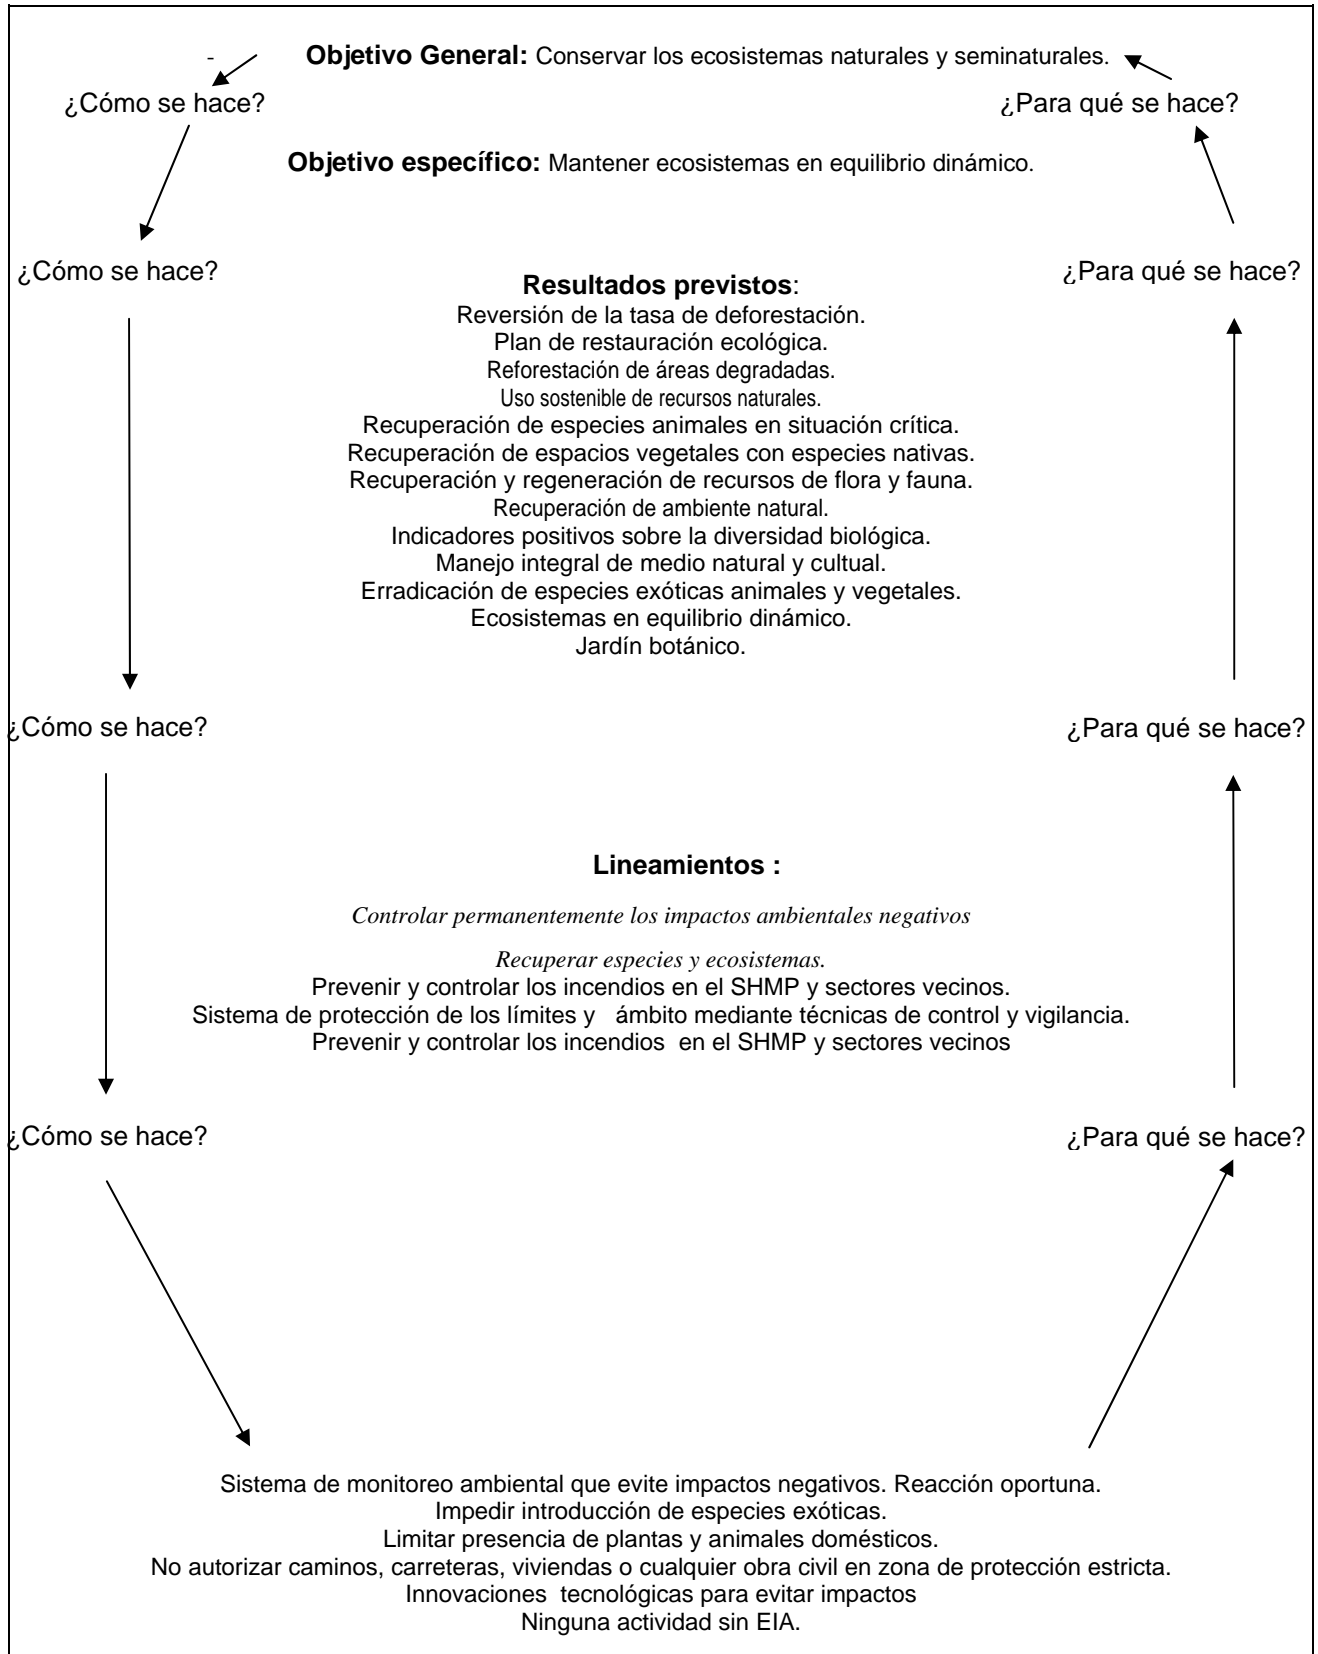 - Objetivo General: Conservar los ecosistemas naturales y seminaturales.
¿Cómo se hace? ¿Para qué se hace?
Objetivo específico: Mantener ecosistemas en equilibrio dinámico.
¿Cómo se hace? ¿Para qué se hace?
Resultados previstos:
Reversión de la tasa de deforestación.
Plan de restauración ecológica.
Reforestación de áreas degradadas.
Uso sostenible de recursos naturales.
Recuperación de especies animales en situación crítica.
Recuperación de espacios vegetales con especies nativas.
Recuperación y regeneración de recursos de flora y fauna.
Recuperación de ambiente natural.
Indicadores positivos sobre la diversidad biológica.
Manejo integral de medio natural y cultual.
Erradicación de especies exóticas animales y vegetales.
Ecosistemas en equilibrio dinámico.
Jardín botánico.
¿Cómo se hace? ¿Para qué se hace?
Lineamientos :
Controlar permanentemente los impactos ambientales negativos
Recuperar especies y ecosistemas.
Prevenir y controlar los incendios en el SHMP y sectores vecinos.
Sistema de protección de los límites y ámbito mediante técnicas de control y vigilancia.
Prevenir y controlar los incendios en el SHMP y sectores vecinos
¿Cómo se hace? ¿Para qué se hace?
Sistema de monitoreo ambiental que evite impactos negativos. Reacción oportuna.
Impedir introducción de especies exóticas.
Limitar presencia de plantas y animales domésticos.
No autorizar caminos, carreteras, viviendas o cualquier obra civil en zona de protección estricta.
Innovaciones tecnológicas para evitar impactos
Ninguna actividad sin EIA.